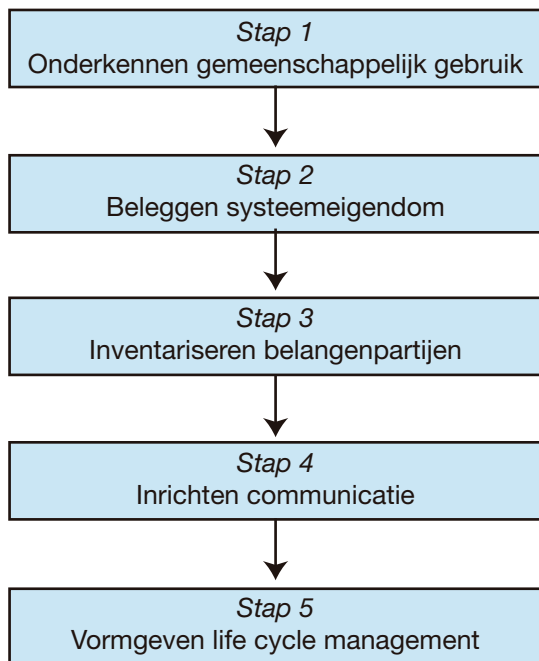 Stap 1
Onderkennen gemeenschappelijk gebruik
Stap 2
Beleggen systeemeigendom
Stap 3
Inventariseren belangenpartijen
Stap 4
Inrichten communicatie
Stap 5
Vormgeven life cycle management